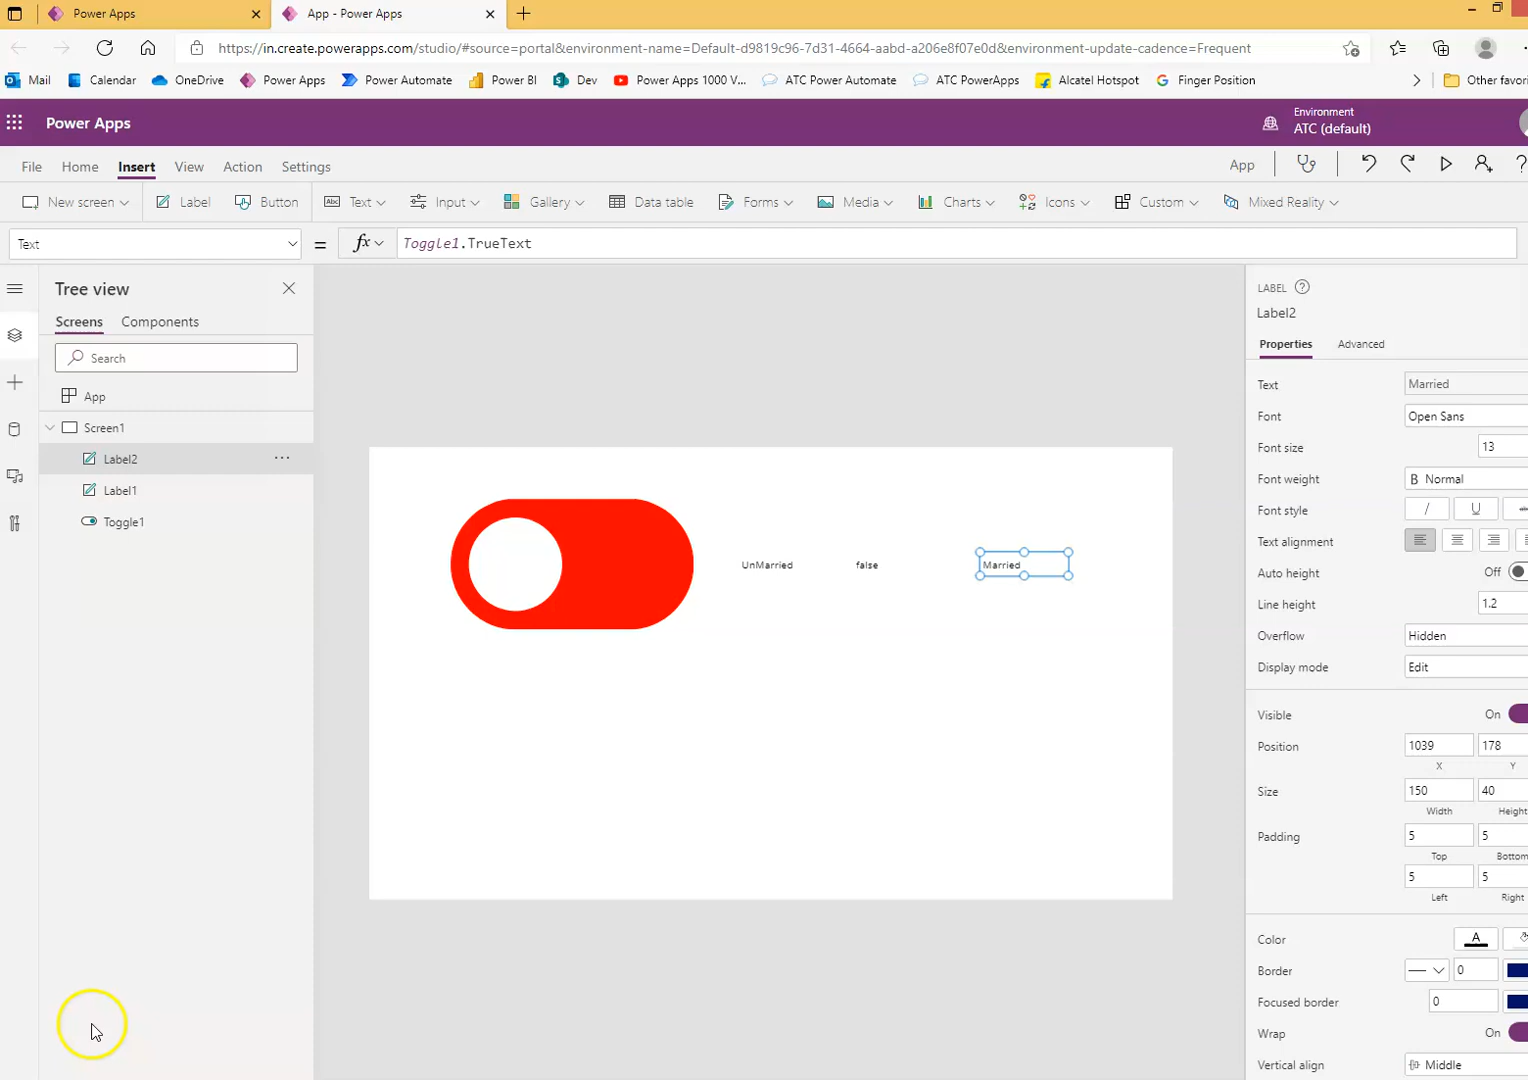 Power Apps
App - Power Apps
https://in.create.powerapps.com/studio/#source=portal&environment-name=Default-d9819c96-7d31-4664-aabd-a206e8f07e0d&environment-update-cadence=Frequent
Mail Calendar OneDrive Power Apps Power Automate Power BI Dev Power Apps 1000 V... ATC Power Automate ATC PowerApps Alcatel Hotspot Finger Position Other favori
Power Apps
Environment
ATC (default)
File Home Insert View Action Settings App
New screen Label Button Abc Text Input Gallery Data table Forms Media Charts Icons Custom Mixed Reality
Text = fx Toggle1.TrueText
Tree view
Screens Components
Search
App
Screen1
Label2
Label1
Toggle1
UnMarried false Married
LABEL
Label2
Properties Advanced
Text Married
Font Open Sans
Font size 13
Font weight B Normal
Font style / U
Text alignment
Auto height Off
Line height 1.2
Overflow Hidden
Display mode Edit
Visible On
Position 1039 178
X Y
Size 150 40
Width Height
Padding 5 5
Top Bottom
5 5
Left Right
Color A
Border 0
Focused border 0
Wrap On
Vertical align Middle